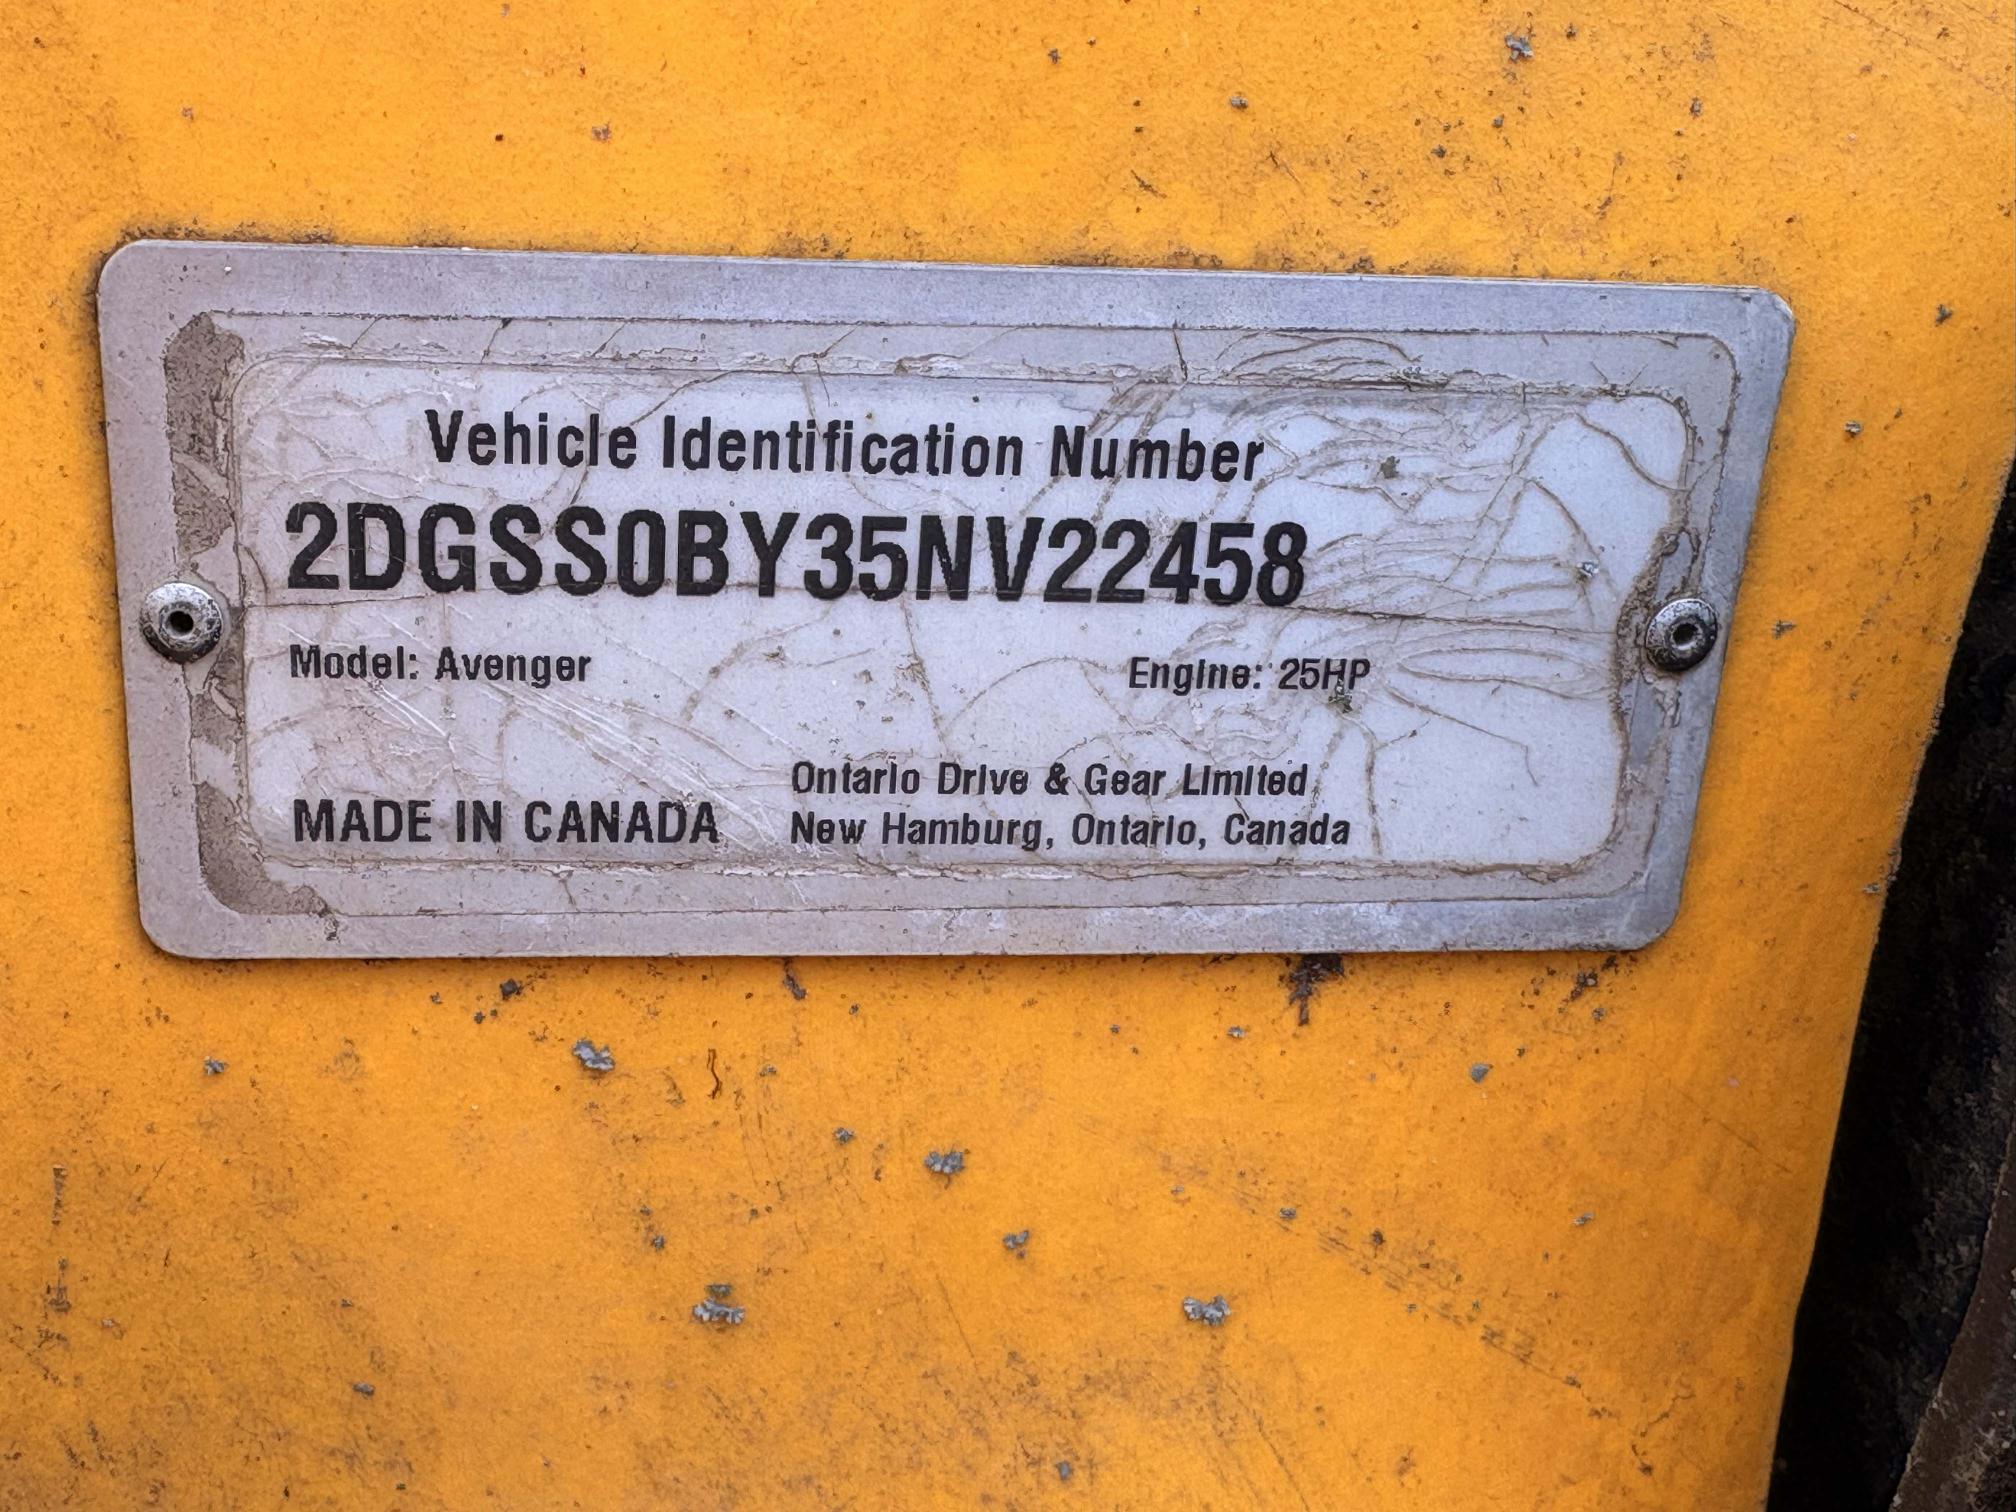 Vehicle Identification Number
2DGSS0BY35NV22458
Model: Avenger Engine: 25HP
MADE IN CANADA
Ontario Drive & Gear Limited
New Hamburg, Ontario, Canada